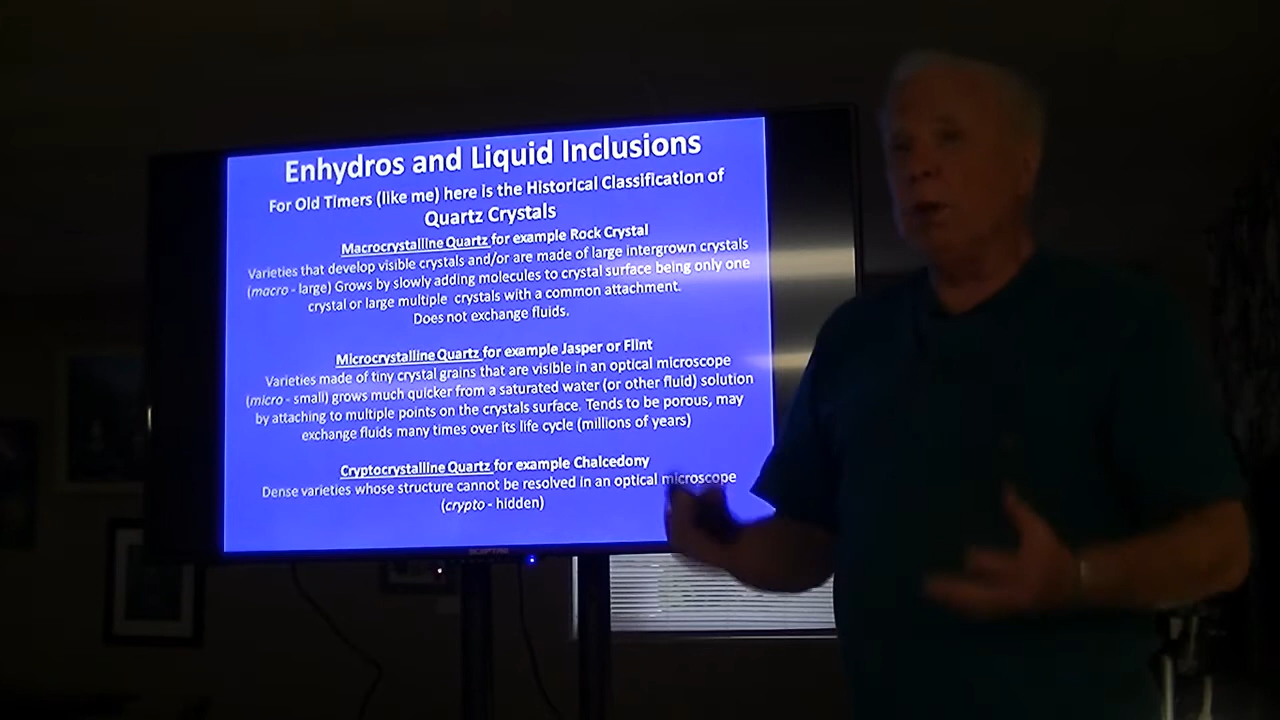 Enhydros and Liquid Inclusions
For Old Timers (like me) here is the Historical Classification of
Quartz Crystals
Macrocrystalline Quartz for example Rock Crystal
Varieties that develop visible crystals and/or are made of large intergrown crystals
(macro - large) Grows by slowly adding molecules to crystal surface being only one
crystal or large multiple crystals with a common attachment.
Does not exchange fluids.
Microcrystalline Quartz for example Jasper or Flint
Varieties made of tiny crystal grains that are visible in an optical microscope
(micro - small) grows much quicker from a saturated water (or other fluid) solution
by attaching to multiple points on the crystals surface. Tends to be porous, may
exchange fluids many times over its life cycle (millions of years)
Cryptocrystalline Quartz for example Chalcedony
Dense varieties whose structure cannot be resolved in an optical microscope
(crypto - hidden)
SCEPTRE